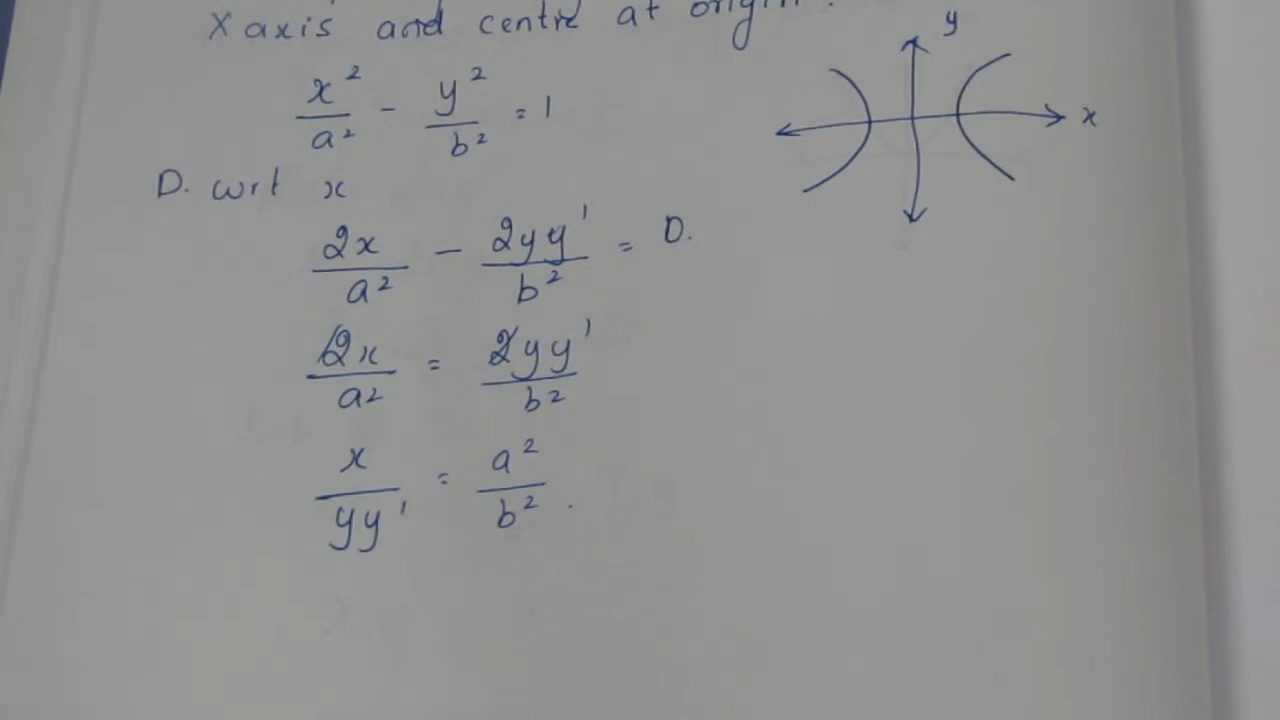 X axis and centre at origin.
y
x
x²/a² - y²/b² = 1
D. wrt x
2x/a² - 2yy'/b² = 0.
2x/a² = 2yy'/b²
x/yy' = a²/b².